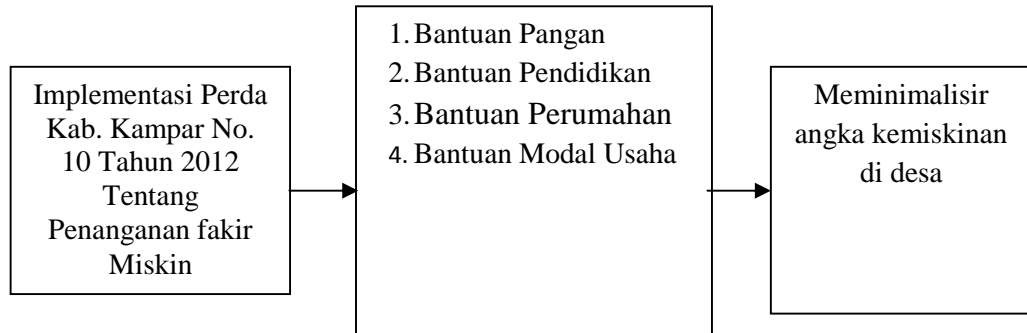 Implementasi Perda
Kab. Kampar No.
10 Tahun 2012
Tentang
Penanganan fakir
Miskin
1. Bantuan Pangan
2. Bantuan Pendidikan
3. Bantuan Perumahan
4. Bantuan Modal Usaha
Meminimalisir
angka kemiskinan
di desa